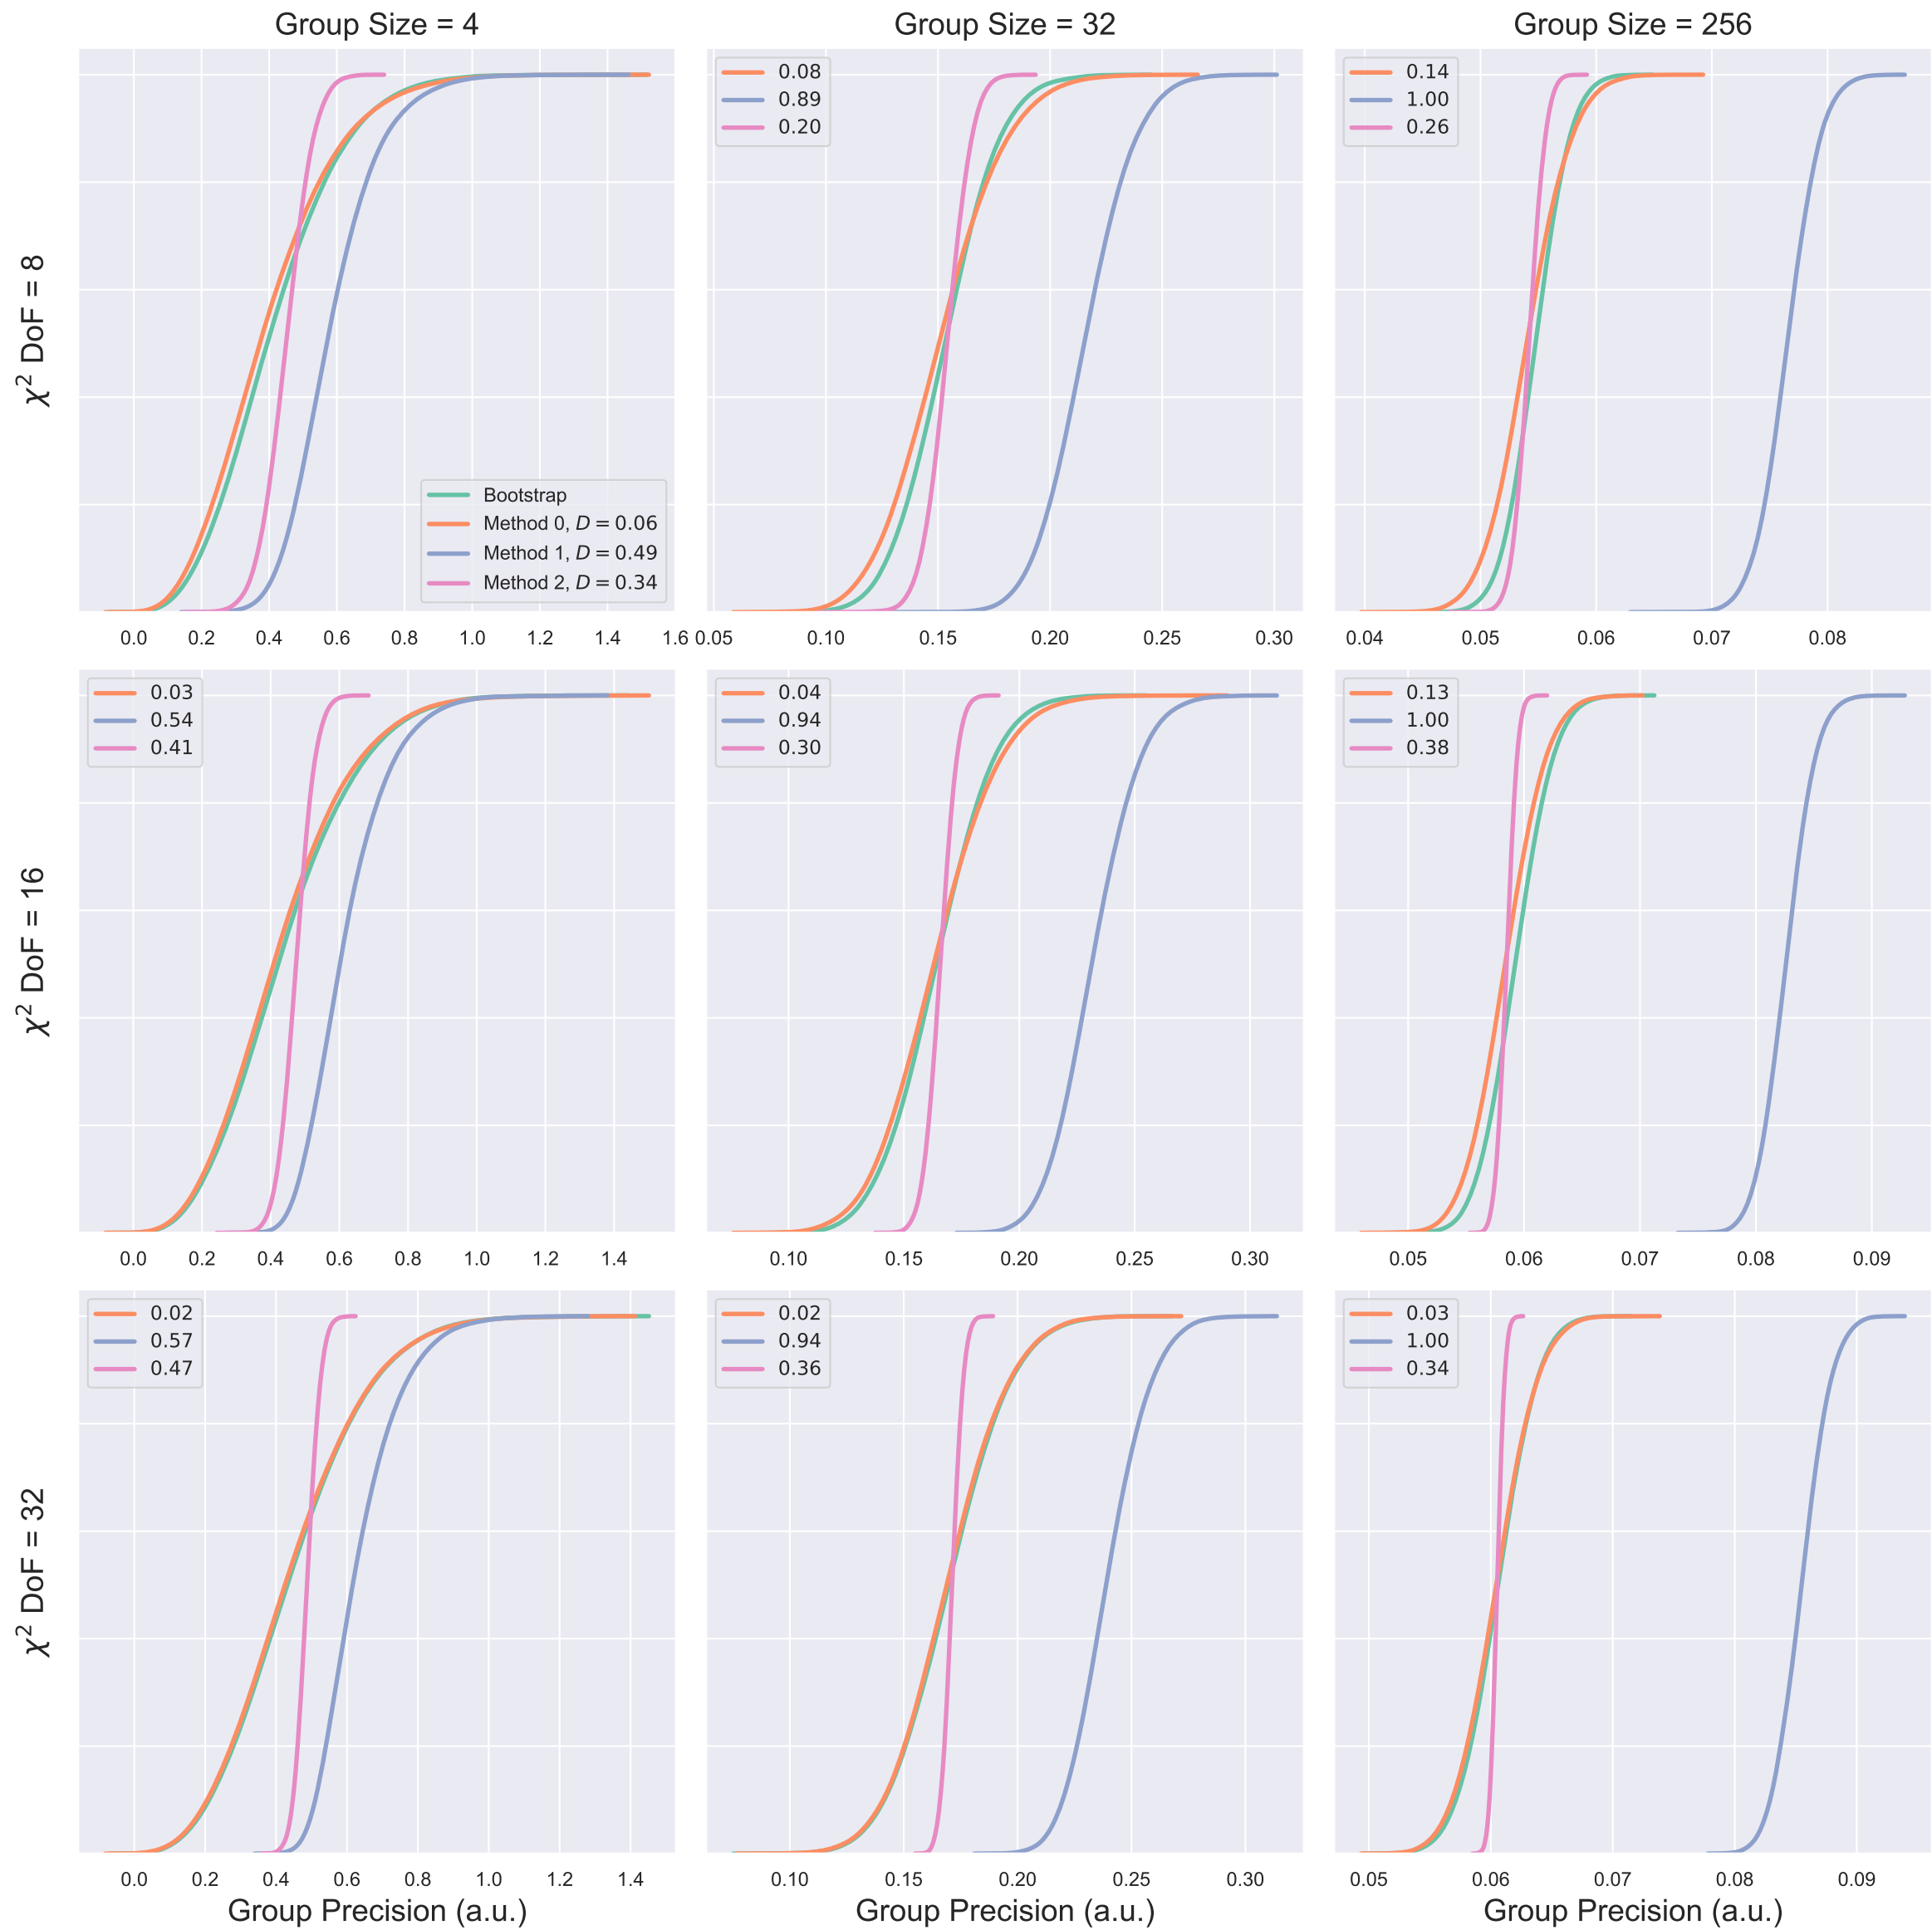 Group Size = 4
Group Size = 32
Group Size = 256
χ² DoF = 8
Bootstrap
Method 0, D = 0.06
Method 1, D = 0.49
Method 2, D = 0.34
0.0 0.2 0.4 0.6 0.8 1.0 1.2 1.4 1.6
0.08
0.89
0.20
0.05 0.10 0.15 0.20 0.25 0.30
0.14
1.00
0.26
0.04 0.05 0.06 0.07 0.08
χ² DoF = 16
0.03
0.54
0.41
0.0 0.2 0.4 0.6 0.8 1.0 1.2 1.4
0.04
0.94
0.30
0.10 0.15 0.20 0.25 0.30
0.13
1.00
0.38
0.05 0.06 0.07 0.08 0.09
χ² DoF = 32
0.02
0.57
0.47
0.0 0.2 0.4 0.6 0.8 1.0 1.2 1.4
Group Precision (a.u.)
0.02
0.94
0.36
0.10 0.15 0.20 0.25 0.30
Group Precision (a.u.)
0.03
1.00
0.34
0.05 0.06 0.07 0.08 0.09
Group Precision (a.u.)